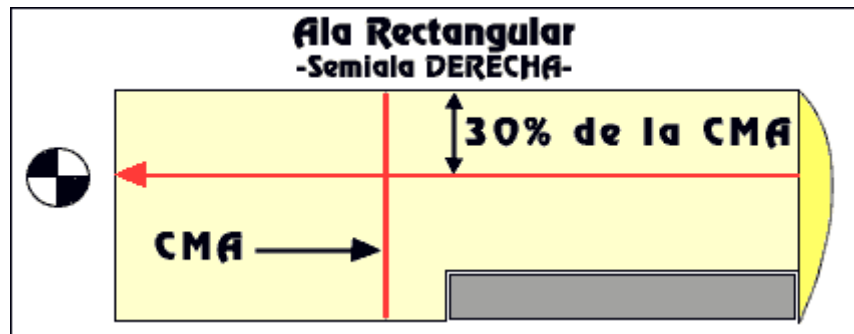 Ala Rectangular
-Semiala DERECHA-
30% de la CMA
CMA